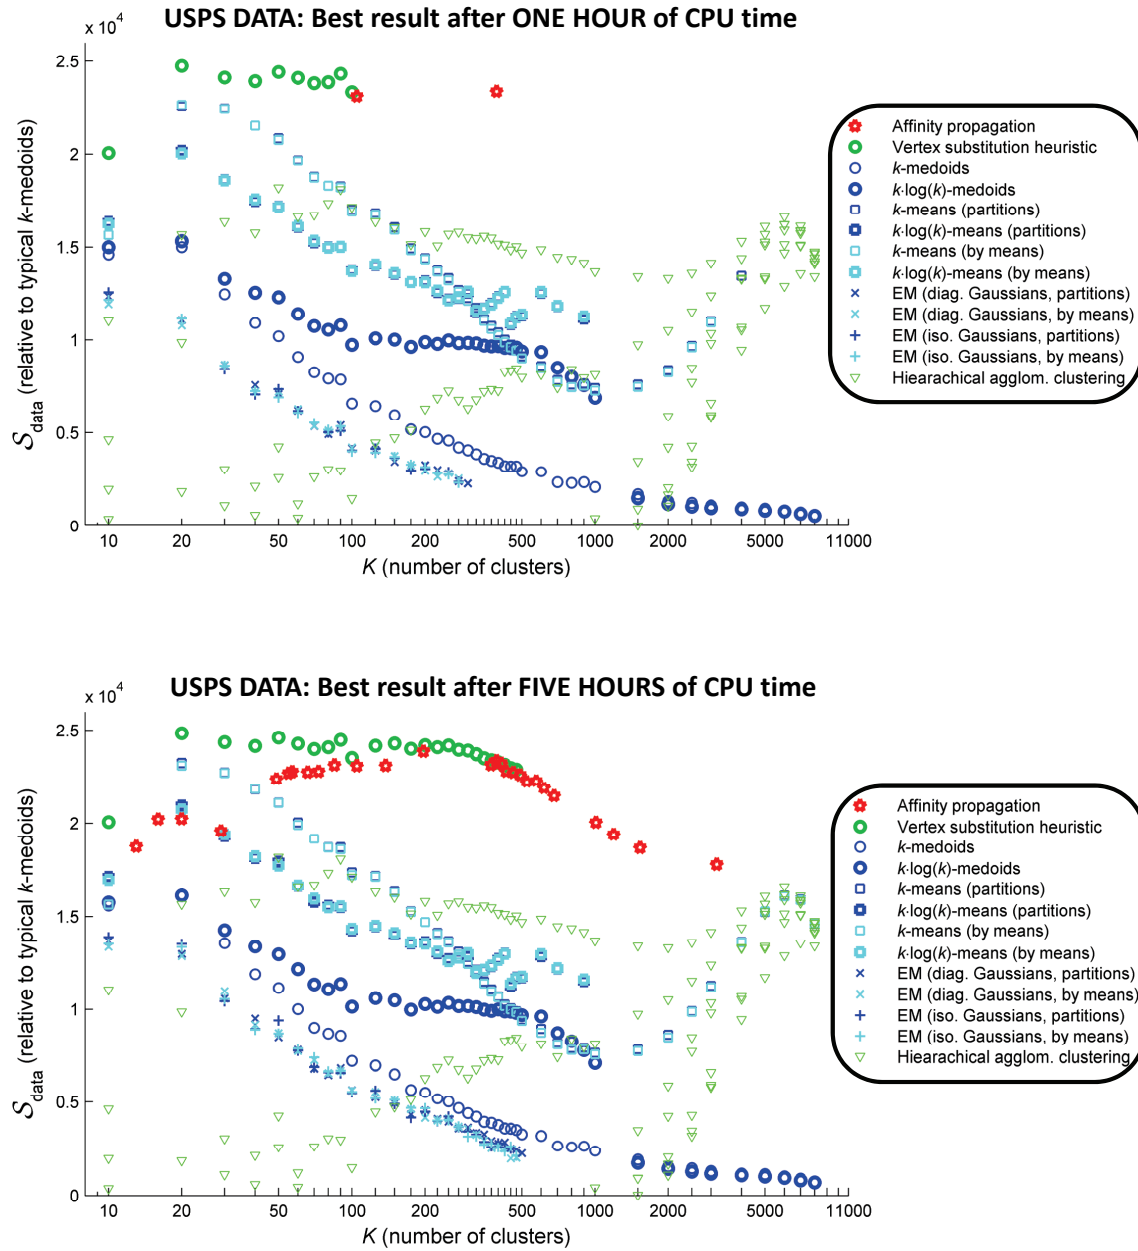 USPS DATA: Best result after ONE HOUR of CPU time
x 10⁴
2.5
2
1.5
1
0.5
0
10 20 50 100 200 500 1000 2000 5000 11000
K (number of clusters)
𝒮data (relative to typical k-medoids)
Affinity propagation
Vertex substitution heuristic
k-medoids
k·log(k)-medoids
k-means (partitions)
k·log(k)-means (partitions)
k-means (by means)
k·log(k)-means (by means)
EM (diag. Gaussians, partitions)
EM (diag. Gaussians, by means)
EM (iso. Gaussians, partitions)
EM (iso. Gaussians, by means)
Hiearachical agglom. clustering
USPS DATA: Best result after FIVE HOURS of CPU time
x 10⁴
2.5
2
1.5
1
0.5
0
10 20 50 100 200 500 1000 2000 5000 11000
K (number of clusters)
𝒮data (relative to typical k-medoids)
Affinity propagation
Vertex substitution heuristic
k-medoids
k·log(k)-medoids
k-means (partitions)
k·log(k)-means (partitions)
k-means (by means)
k·log(k)-means (by means)
EM (diag. Gaussians, partitions)
EM (diag. Gaussians, by means)
EM (iso. Gaussians, partitions)
EM (iso. Gaussians, by means)
Hiearachical agglom. clustering